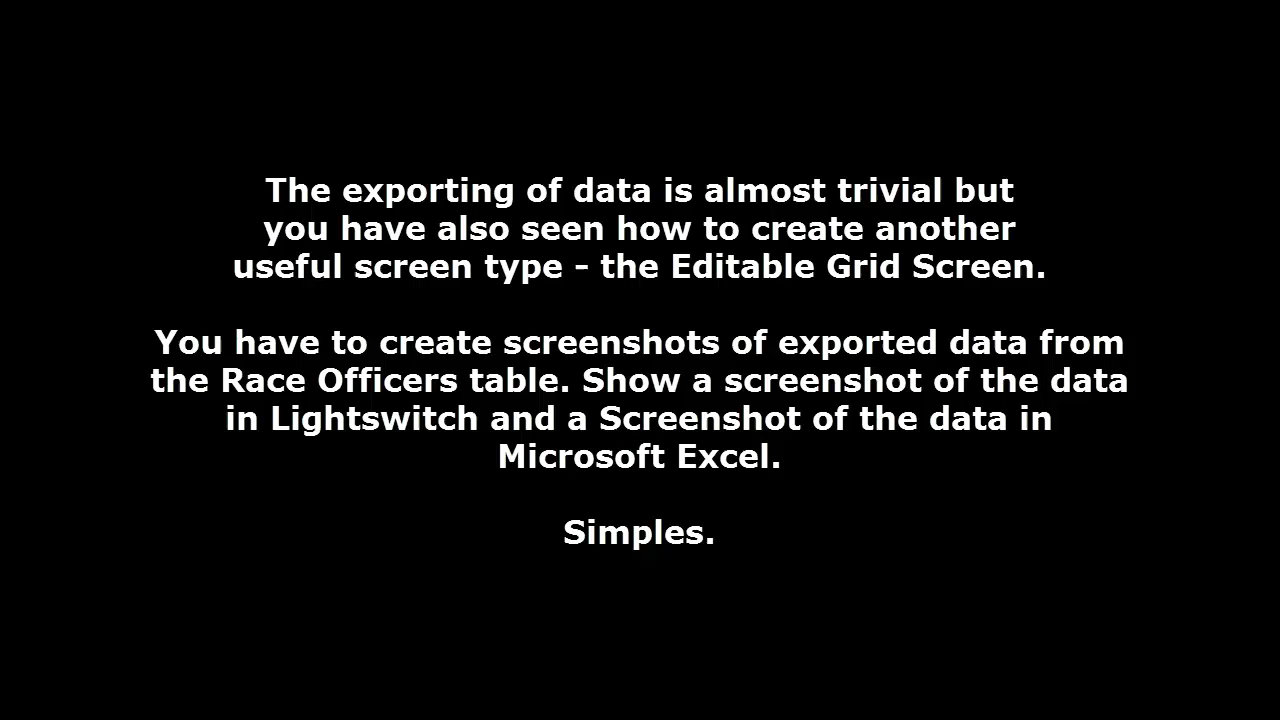 The exporting of data is almost trivial but
you have also seen how to create another
useful screen type - the Editable Grid Screen.
You have to create screenshots of exported data from
the Race Officers table. Show a screenshot of the data
in Lightswitch and a Screenshot of the data in
Microsoft Excel.
Simples.